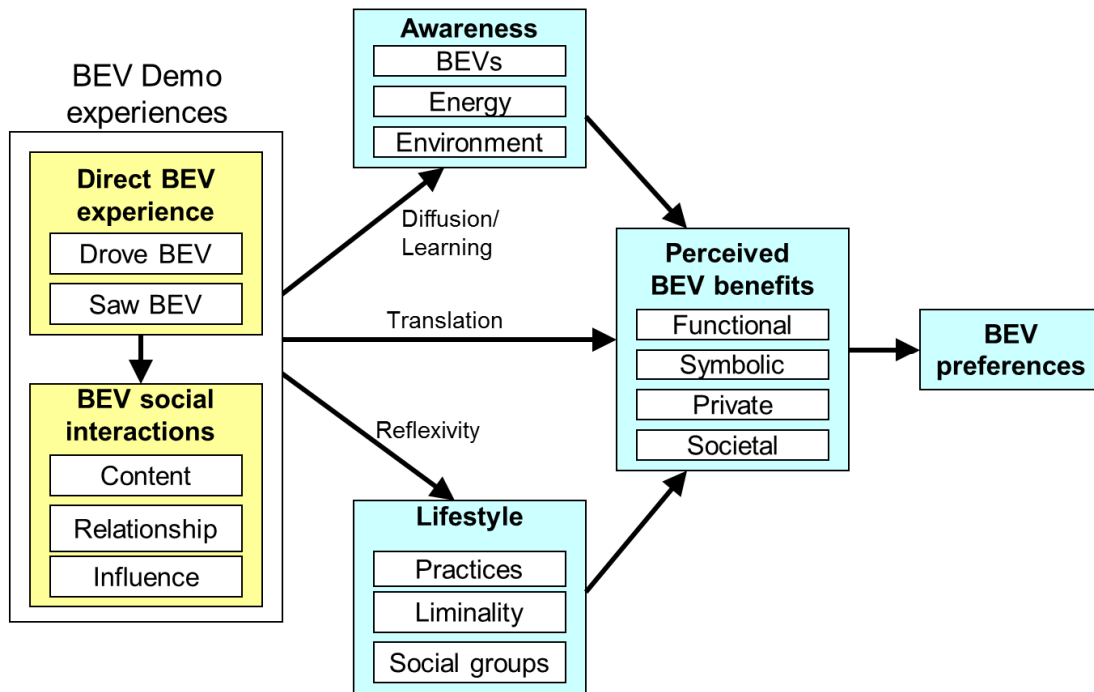 BEV Demo
experiences
Direct BEV
experience
Drove BEV
Saw BEV
BEV social
interactions
Content
Relationship
Influence
Diffusion/
Learning
Translation
Reflexivity
Awareness
BEVs
Energy
Environment
Lifestyle
Practices
Liminality
Social groups
Perceived
BEV benefits
Functional
Symbolic
Private
Societal
BEV
preferences